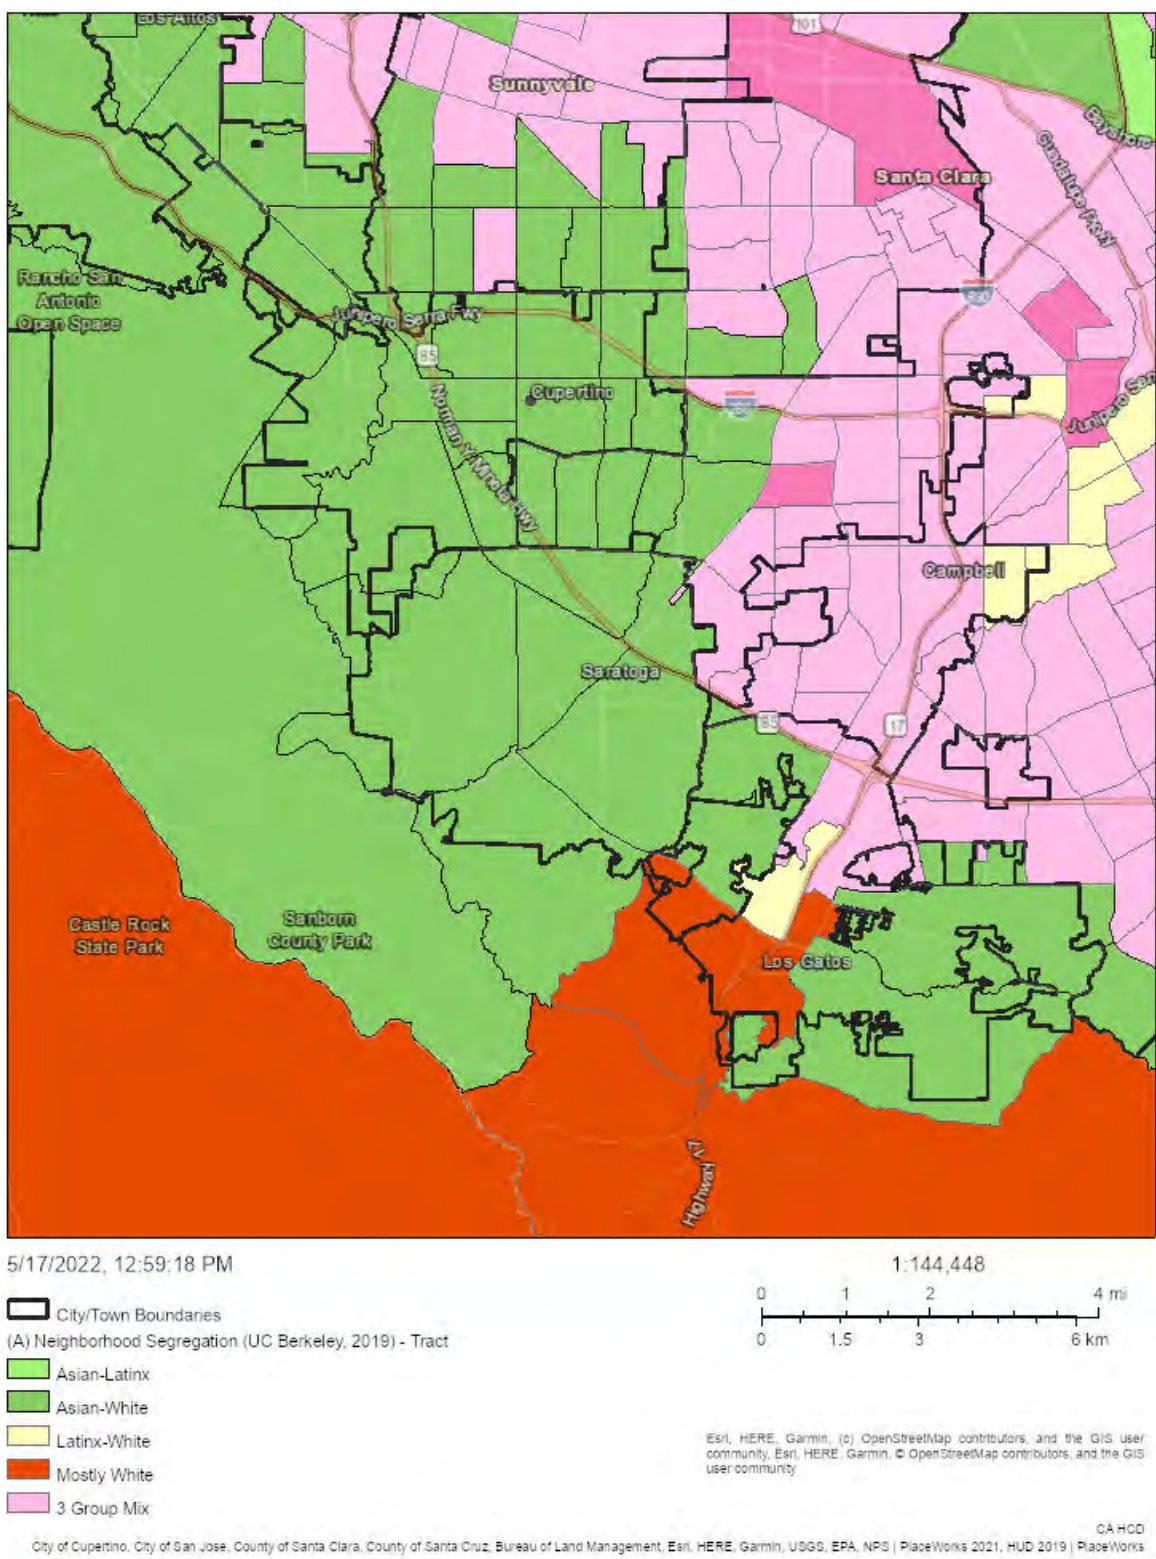 Los Altos
101
Sunnyvale
Bayshore
Guadalupe Pkwy
Santa Clara
Rancho San
Antonio
Open Space
280
Junipero Serra Fwy
85
Cupertino
280
Junipero Serra
Norman Y Mineta Fwy
Campbell
Saratoga
85
17
Castle Rock
State Park
Sanborn
County Park
Los Gatos
Highway 17
5/17/2022, 12:59:18 PM
1:144,448
0 1 2 4 mi
0 1.5 3 6 km
City/Town Boundaries
(A) Neighborhood Segregation (UC Berkeley, 2019) - Tract
Asian-Latinx
Asian-White
Latinx-White
Mostly White
3 Group Mix
Esri, HERE, Garmin, (c) OpenStreetMap contributors, and the GIS user
community, Esri, HERE, Garmin, © OpenStreetMap contributors, and the GIS
user community
CA HCD
City of Cupertino, City of San Jose, County of Santa Clara, County of Santa Cruz, Bureau of Land Management, Esri, HERE, Garmin, USGS, EPA, NPS | PlaceWorks 2021, HUD 2019 | PlaceWorks